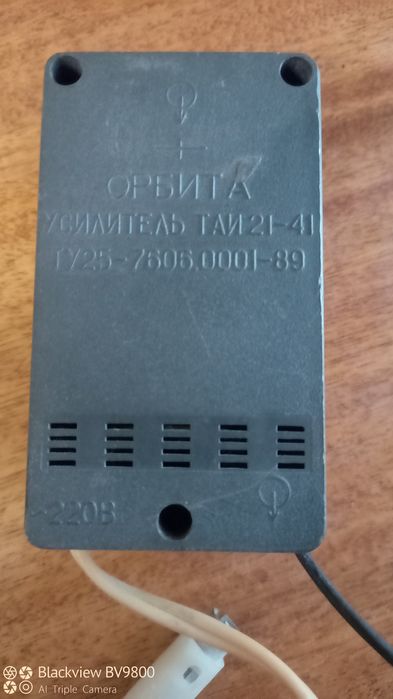 ОРБИТА
УСИЛИТЕЛЬ ТАИ 21-41
ТУ25-7606.0001-89
~220В
Blackview BV9800
AI Triple Camera